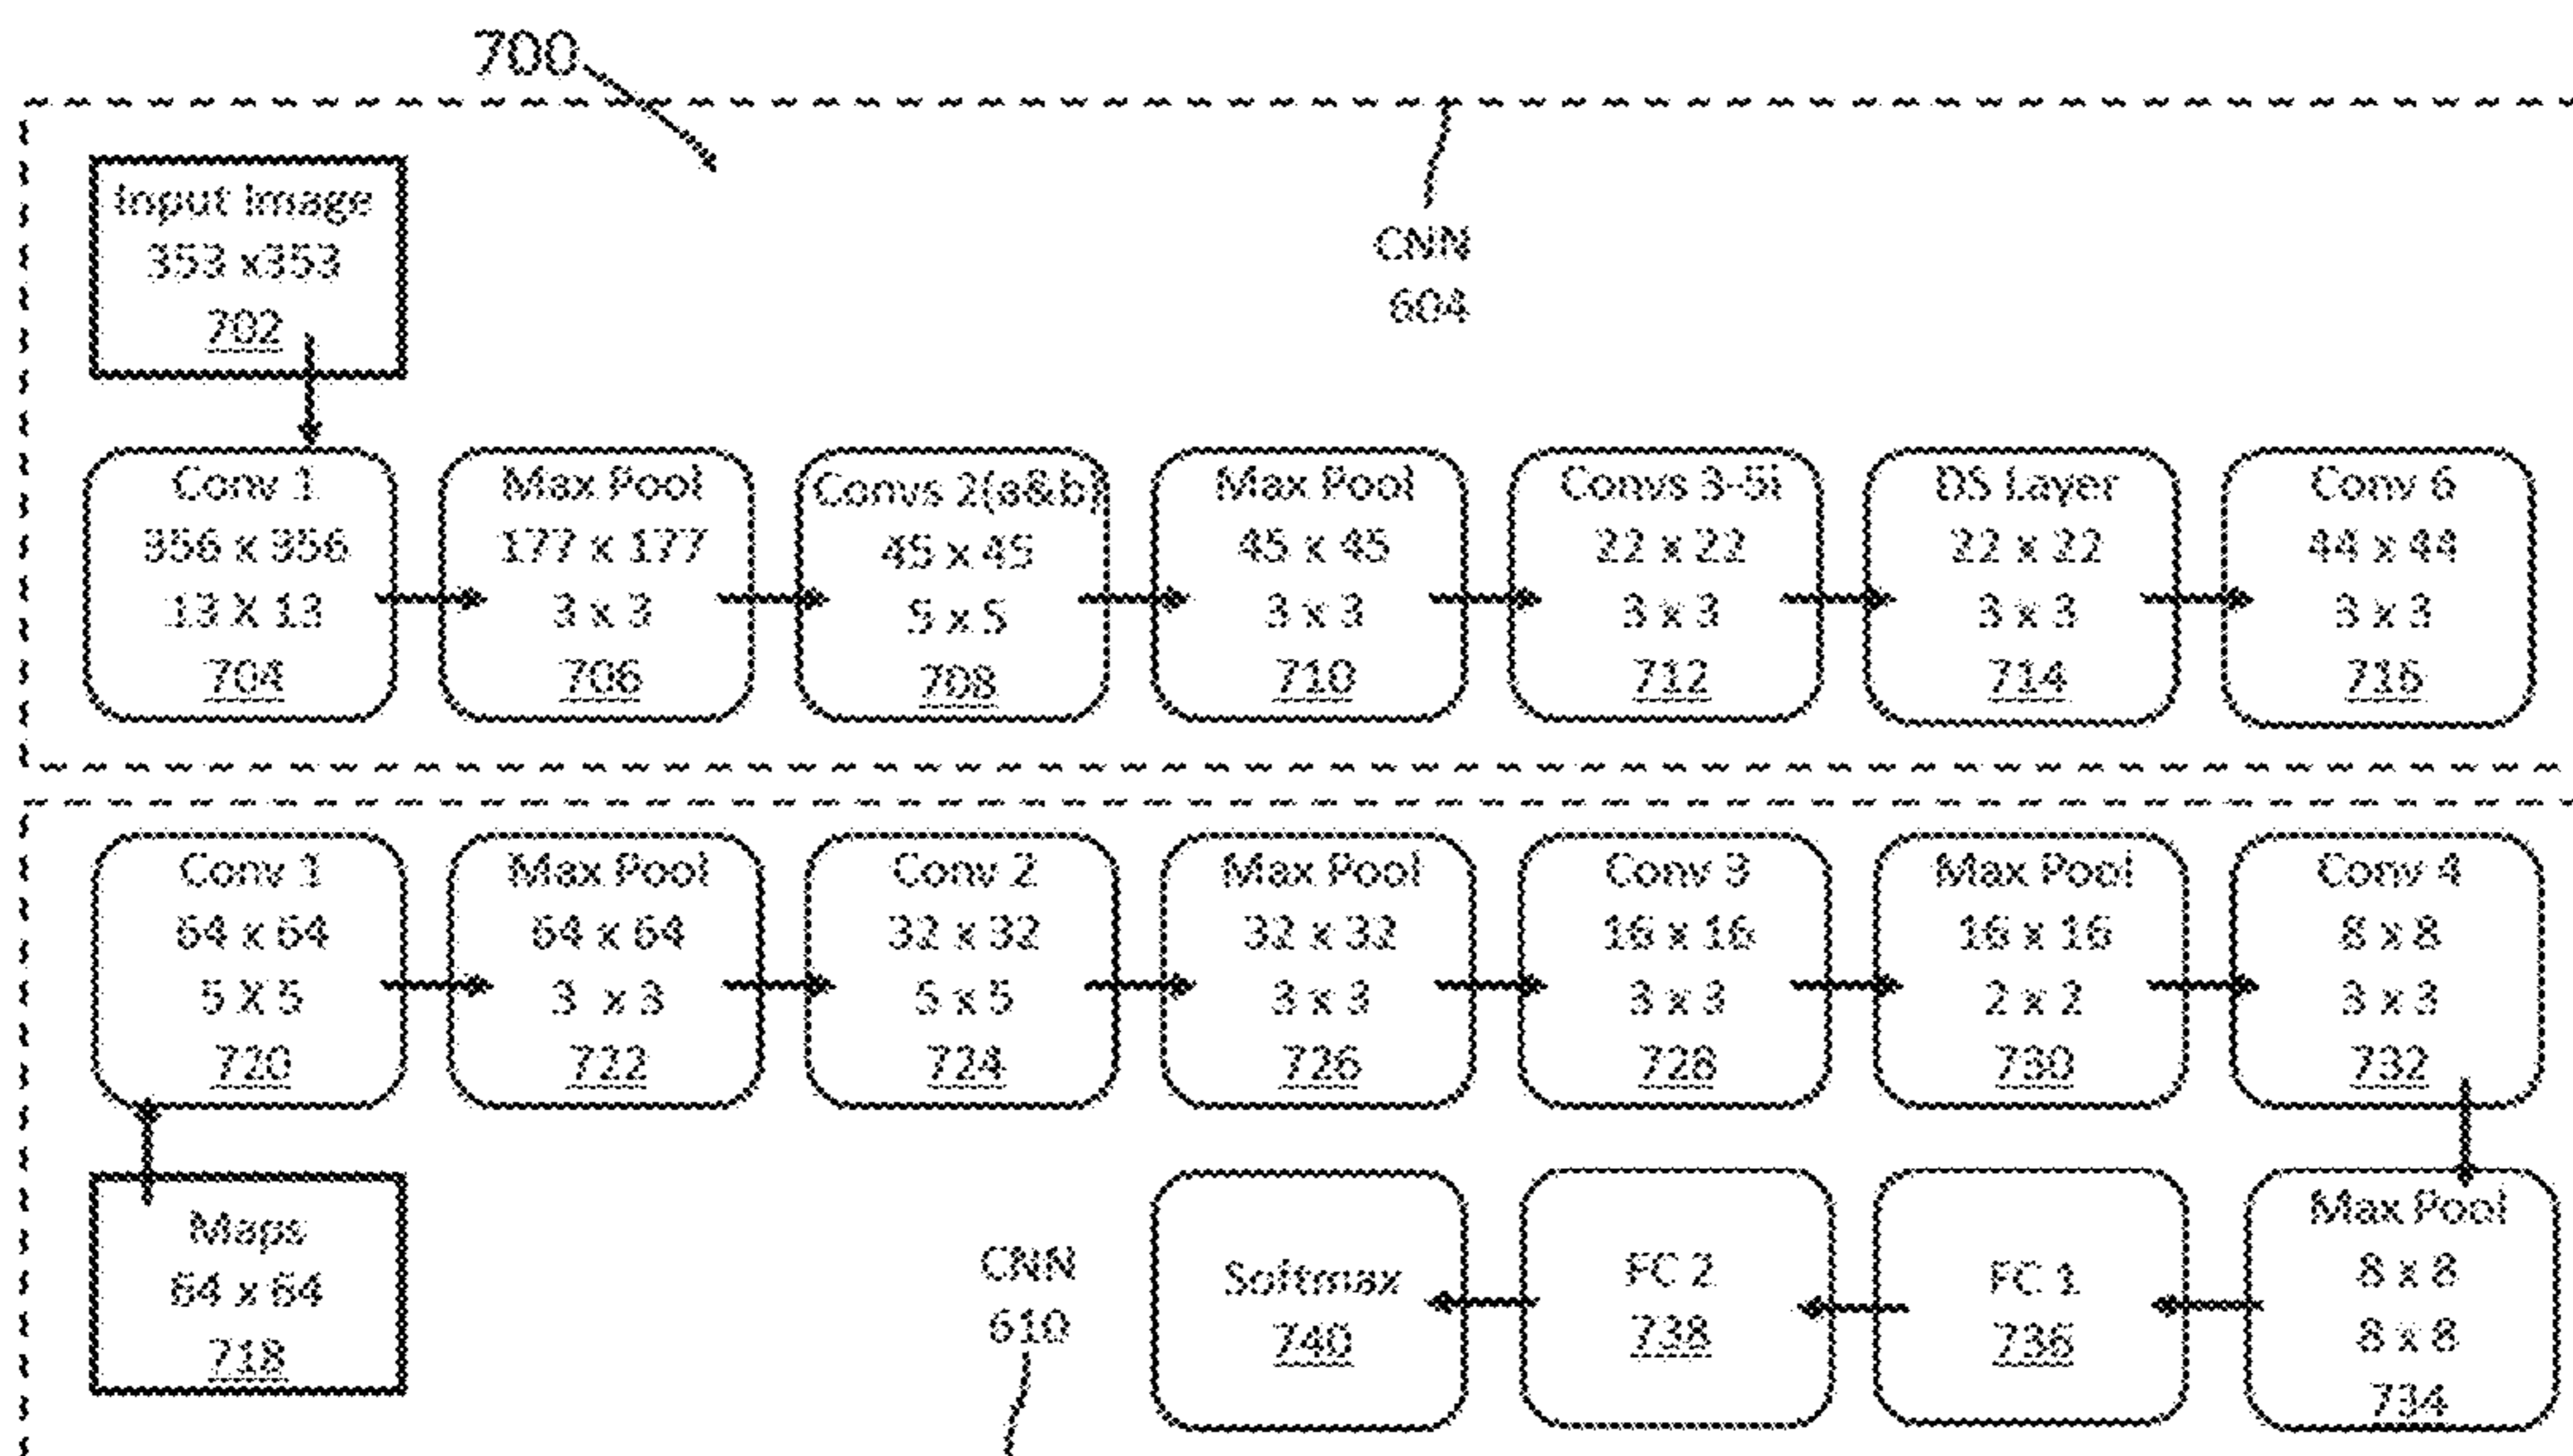 700
Input Image
353 x353
702
CNN
604
Conv 1
356 x 356
13 X 13
704
Max Pool
177 x 177
3 x 3
706
Convs 2(a&b)
45 x 45
5 x 5
708
Max Pool
45 x 45
3 x 3
710
Convs 3-5i
22 x 22
3 x 3
712
DS Layer
22 x 22
3 x 3
714
Conv 6
44 x 44
3 x 3
716
Conv 1
64 x 64
5 X 5
720
Max Pool
64 x 64
3 x 3
722
Conv 2
32 x 32
5 x 5
724
Max Pool
32 x 32
3 x 3
726
Conv 3
16 x 16
3 x 3
728
Max Pool
16 x 16
2 x 2
730
Conv 4
8 x 8
3 x 3
732
Maps
64 x 64
718
CNN
610
Softmax
740
FC 2
738
FC 1
736
Max Pool
8 x 8
8 x 8
734